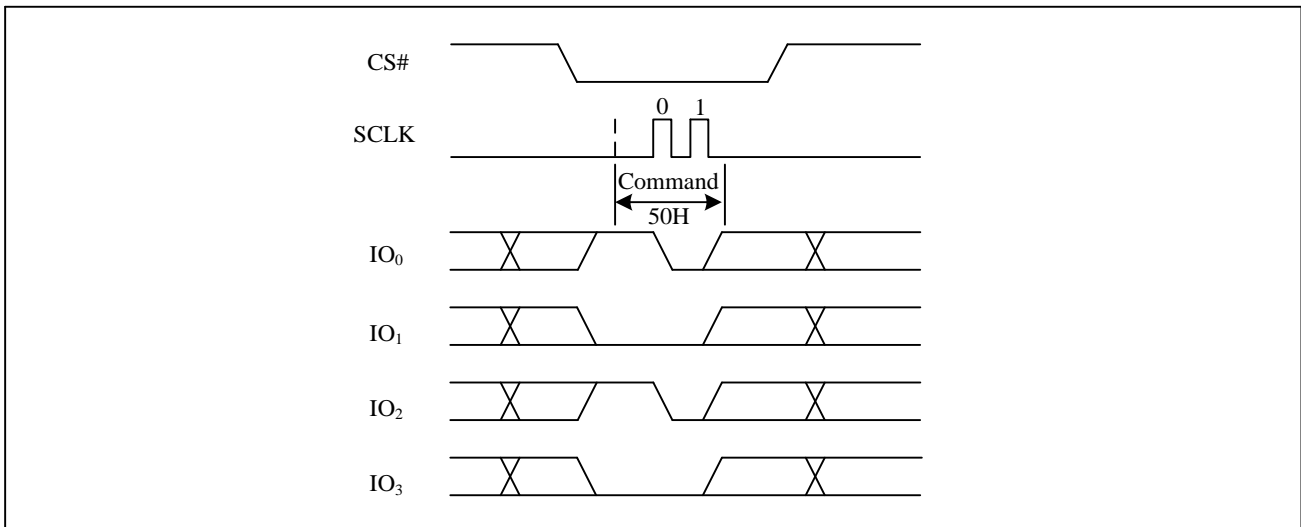 CS#
0 1
SCLK
Command
50H
IO₀
IO₁
IO₂
IO₃